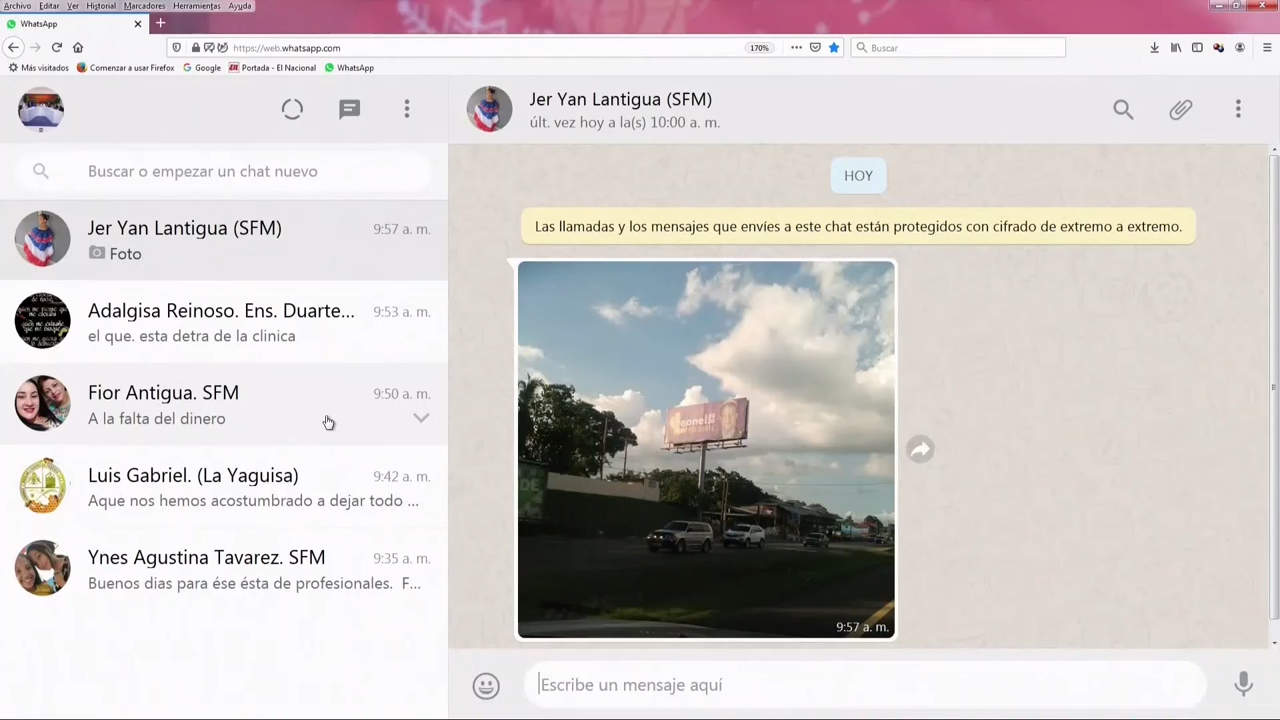 Archivo Editar Ver Historial Marcadores Herramientas Ayuda
WhatsApp
https://web.whatsapp.com
170%
Buscar
Más visitados Comenzar a usar Firefox Google Portada - El Nacional WhatsApp
Buscar o empezar un chat nuevo
Jer Yan Lantigua (SFM) 9:57 a. m.
Foto
Adalgisa Reinoso. Ens. Duarte... 9:53 a. m.
el que. esta detra de la clinica
Fior Antigua. SFM 9:50 a. m.
A la falta del dinero
Luis Gabriel. (La Yaguisa) 9:42 a. m.
Aque nos hemos acostumbrado a dejar todo ...
Ynes Agustina Tavarez. SFM 9:35 a. m.
Buenos dias para ése ésta de profesionales. F...
Jer Yan Lantigua (SFM)
últ. vez hoy a la(s) 10:00 a. m.
HOY
Las llamadas y los mensajes que envíes a este chat están protegidos con cifrado de extremo a extremo.
9:57 a. m.
Escribe un mensaje aquí